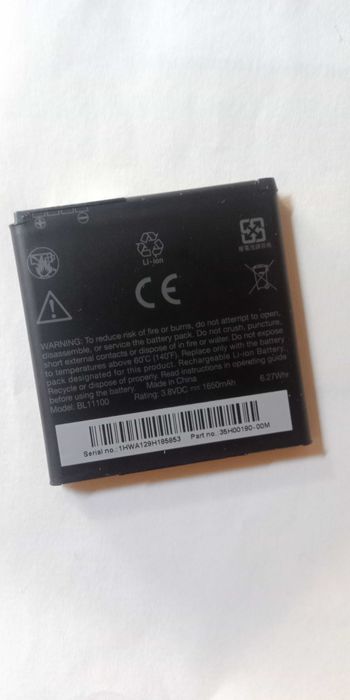 Li-ion
CE
WARNING: To reduce risk of fire or burns, do not attempt to open,
disassemble, or service the battery pack. Do not crush, puncture,
short external contacts or dispose of in fire or water. Do not expose
to temperatures above 60°C (140°F). Replace only with the battery
pack designated for this product. Rechargeable Li-ion Battery.
Recycle or dispose of properly. Read instructions in operating guide
before using the battery. Made in China
Model: BL11100 Rated: 3.8VDC 1650mAh 6.27Whr
Serial no.: 1HWA129H185853 Part no.: 35H00190-00M